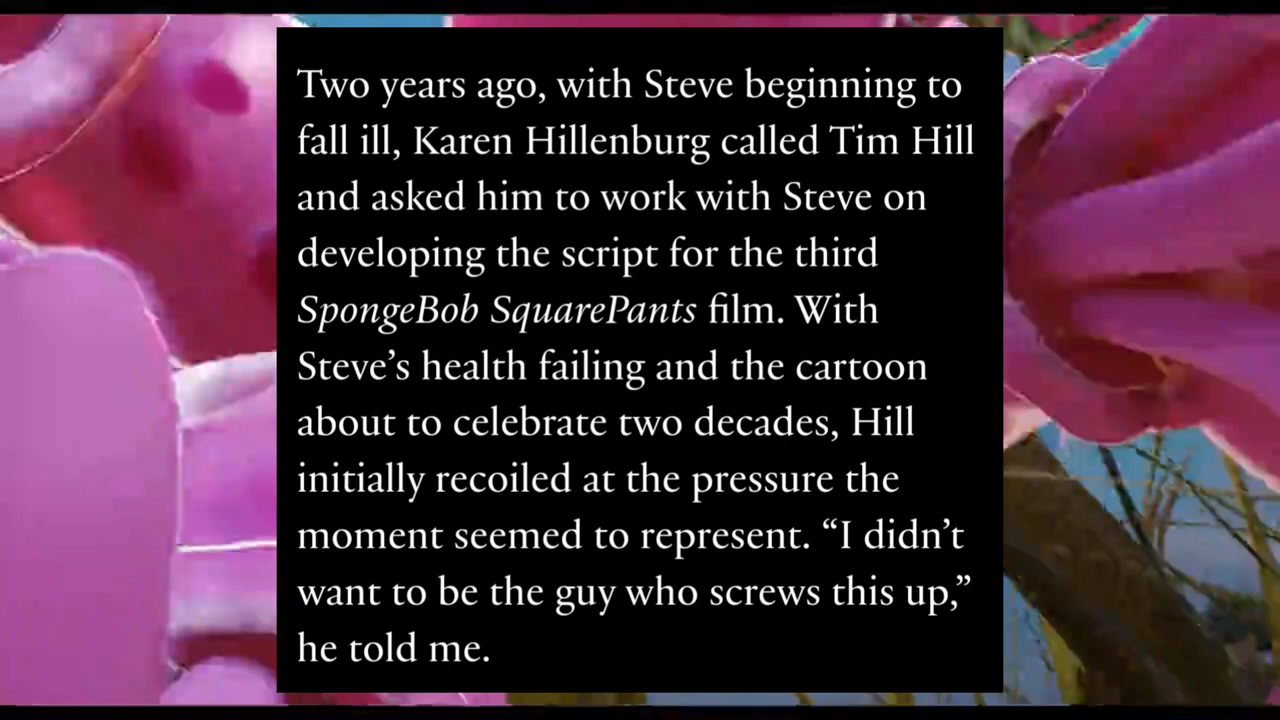 Two years ago, with Steve beginning to
fall ill, Karen Hillenburg called Tim Hill
and asked him to work with Steve on
developing the script for the third
SpongeBob SquarePants film. With
Steve’s health failing and the cartoon
about to celebrate two decades, Hill
initially recoiled at the pressure the
moment seemed to represent. “I didn’t
want to be the guy who screws this up,”
he told me.